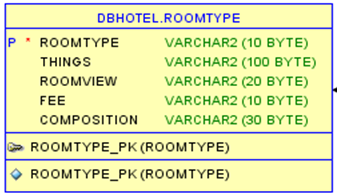 DBHOTEL.ROOMTYPE
P * ROOMTYPE VARCHAR2 (10 BYTE)
THINGS VARCHAR2 (100 BYTE)
ROOMVIEW VARCHAR2 (20 BYTE)
FEE VARCHAR2 (10 BYTE)
COMPOSITION VARCHAR2 (30 BYTE)
ROOMTYPE_PK (ROOMTYPE)
ROOMTYPE_PK (ROOMTYPE)